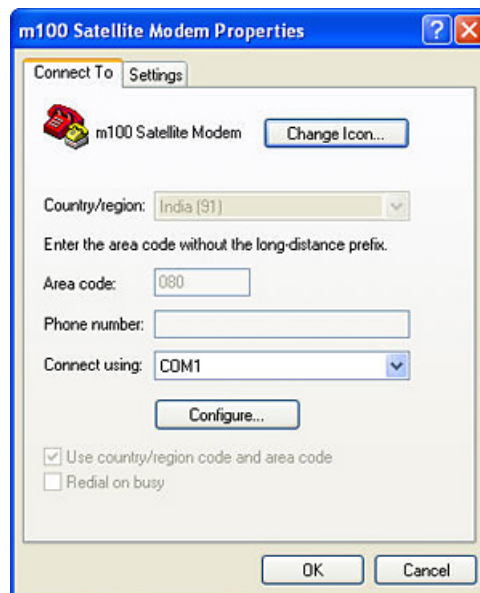 m100 Satellite Modem Properties
Connect To Settings
m100 Satellite Modem Change Icon...
Country/region: India (91)
Enter the area code without the long-distance prefix.
Area code: 080
Phone number:
Connect using: COM1
Configure...
Use country/region code and area code
Redial on busy
OK Cancel